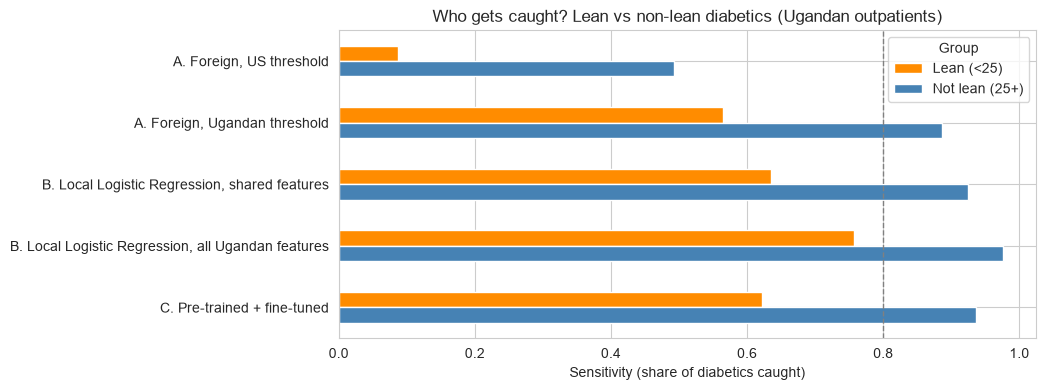 Who gets caught? Lean vs non-lean diabetics (Ugandan outpatients)
Group
Lean (<25)
Not lean (25+)
A. Foreign, US threshold
A. Foreign, Ugandan threshold
B. Local Logistic Regression, shared features
B. Local Logistic Regression, all Ugandan features
C. Pre-trained + fine-tuned
0.0 0.2 0.4 0.6 0.8 1.0
Sensitivity (share of diabetics caught)